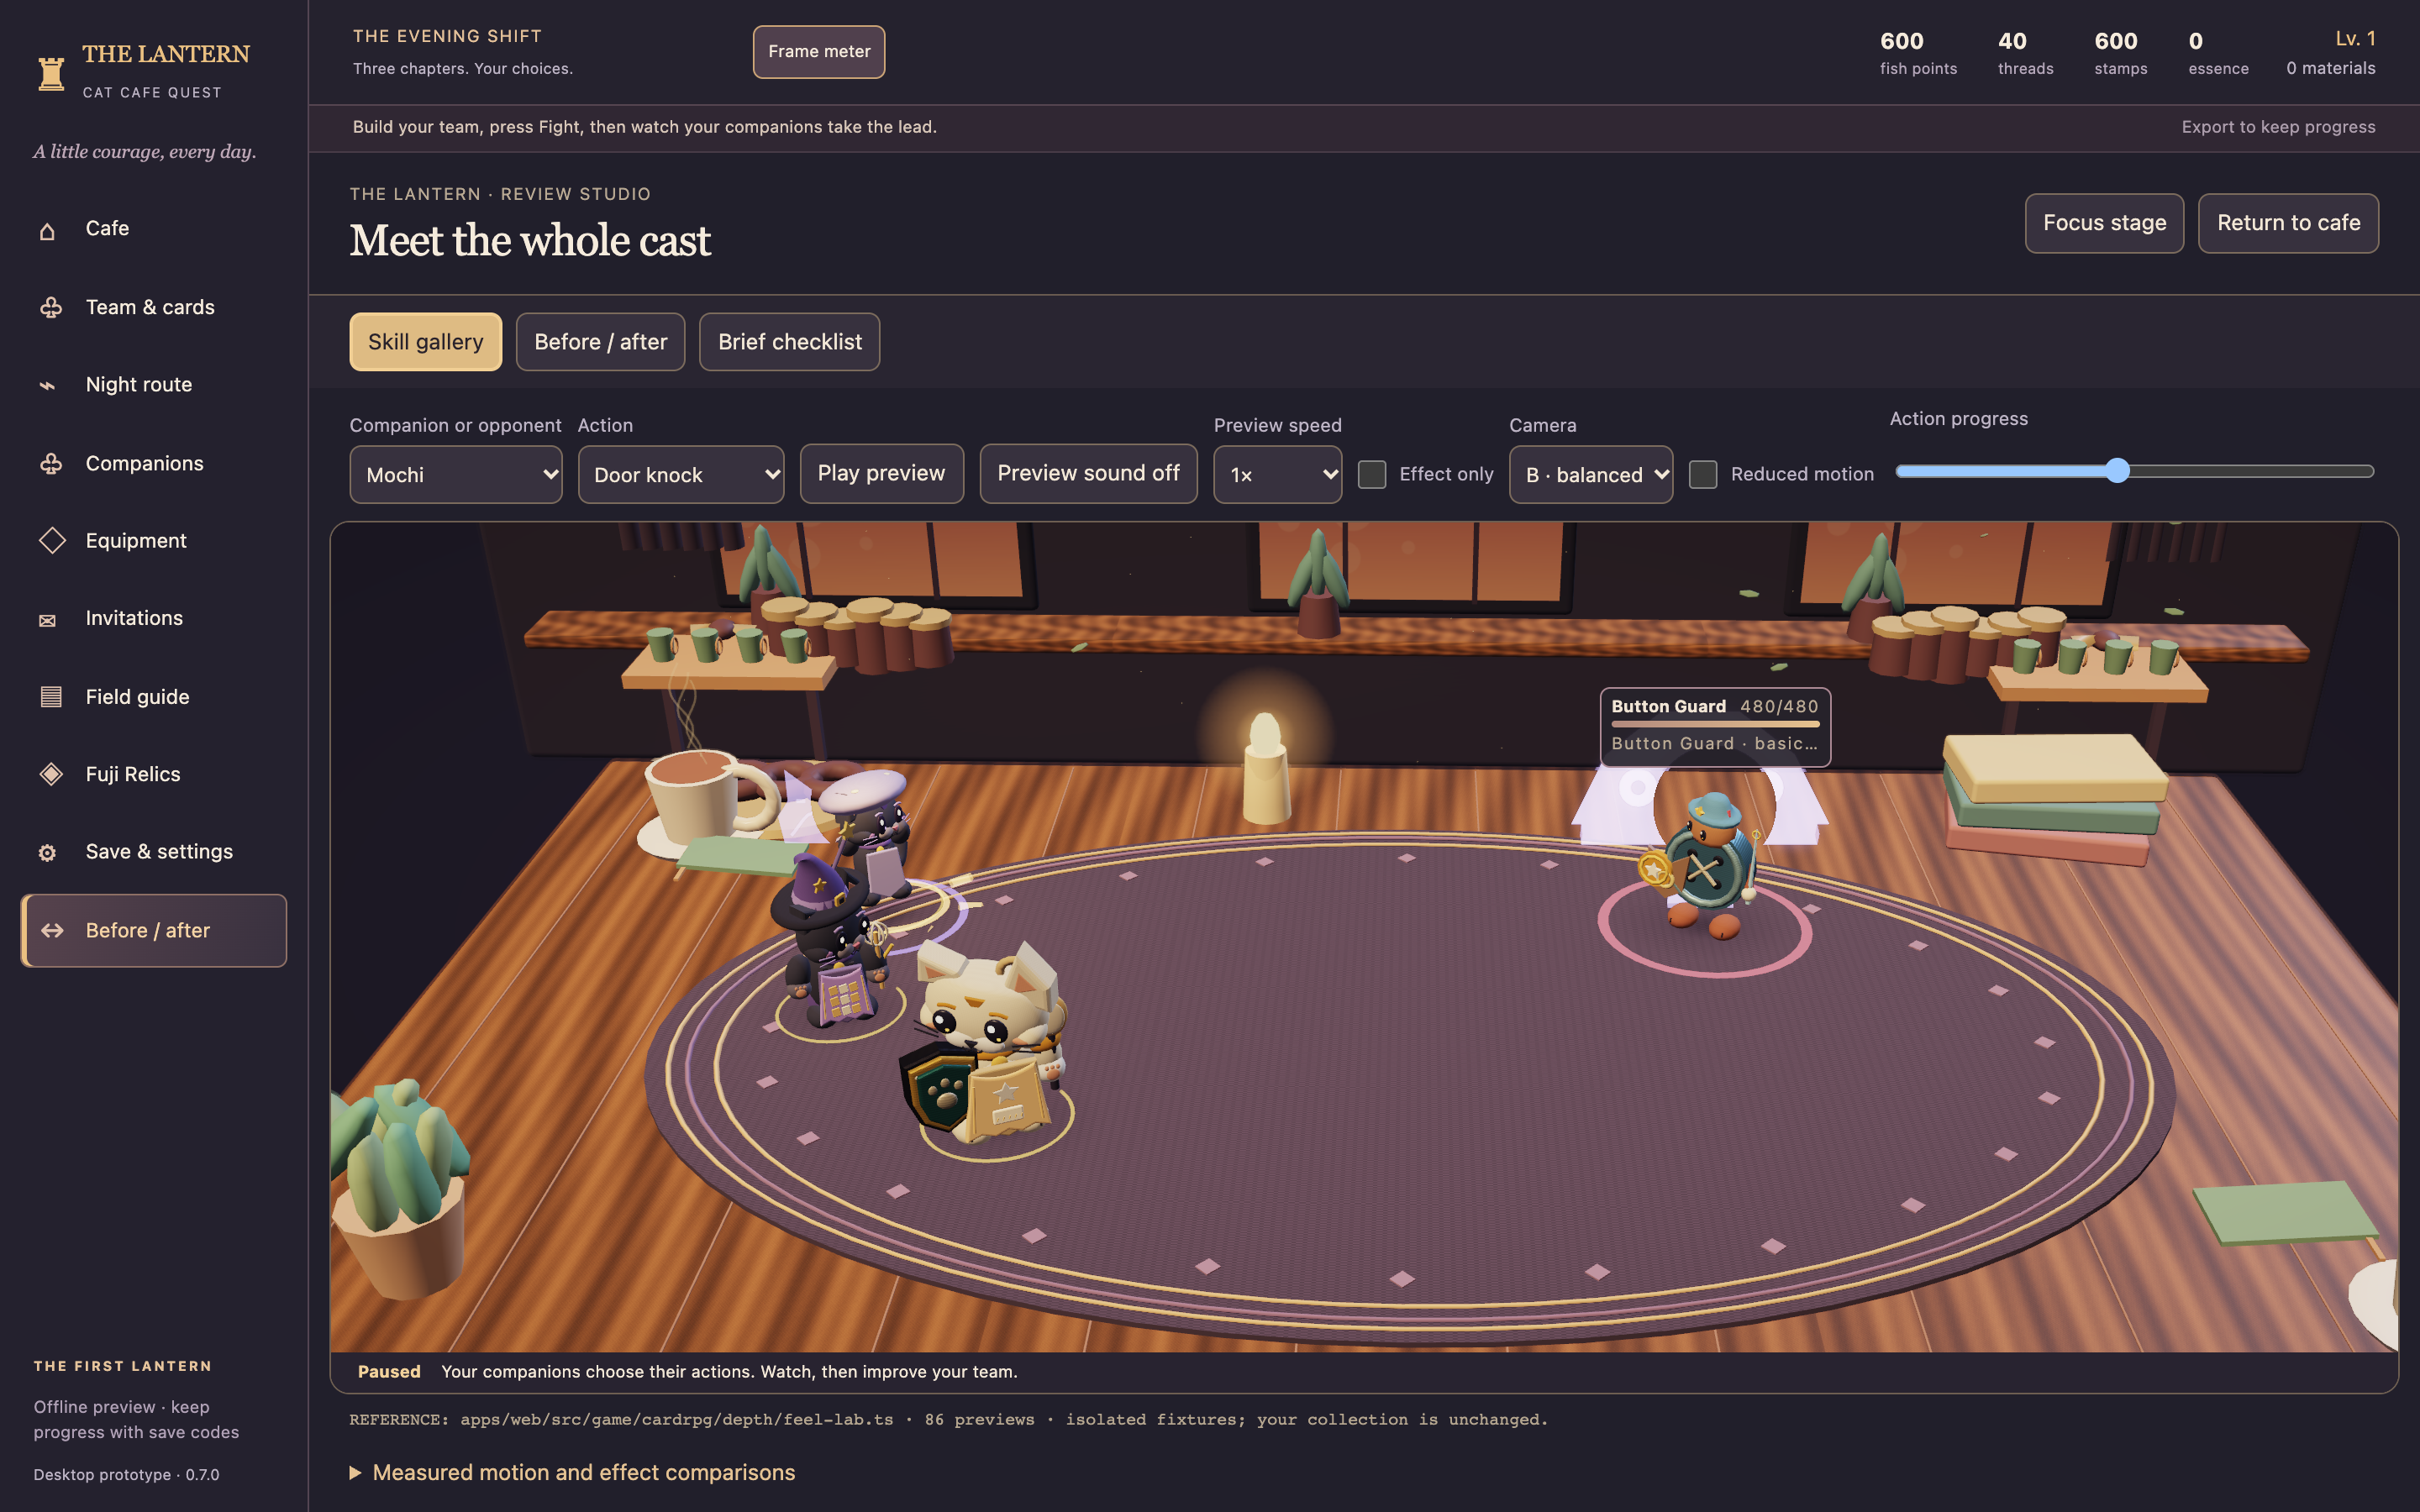 THE LANTERN
CAT CAFE QUEST
A little courage, every day.
Cafe
Team & cards
Night route
Companions
Equipment
Invitations
Field guide
Fuji Relics
Save & settings
Before / after
THE FIRST LANTERN
Offline preview · keep
progress with save codes
Desktop prototype · 0.7.0
THE EVENING SHIFT
Three chapters. Your choices.
Frame meter
600
fish points
40
threads
600
stamps
0
essence
Lv. 1
0 materials
Build your team, press Fight, then watch your companions take the lead.
Export to keep progress
THE LANTERN · REVIEW STUDIO
Meet the whole cast
Focus stage
Return to cafe
Skill gallery
Before / after
Brief checklist
Companion or opponent
Mochi
Action
Door knock
Play preview
Preview sound off
Preview speed
1×
Effect only
Camera
B · balanced
Reduced motion
Action progress
Button Guard 480/480
Button Guard · basic…
Paused Your companions choose their actions. Watch, then improve your team.
REFERENCE: apps/web/src/game/cardrpg/depth/feel-lab.ts · 86 previews · isolated fixtures; your collection is unchanged.
Measured motion and effect comparisons